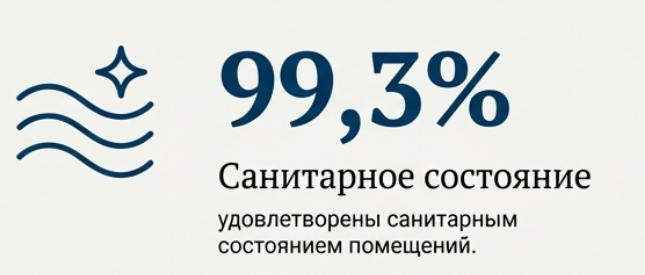 99,3%
Санитарное состояние
удовлетворены санитарным
состоянием помещений.